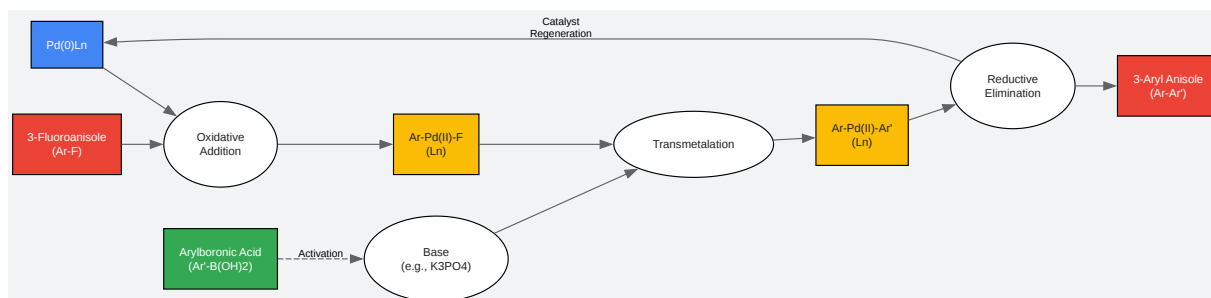 Catalyst
Regeneration
Pd(0)Ln
Reductive
Elimination
3-Aryl Anisole
(Ar-Ar')
3-Fluoroanisole
(Ar-F)
Oxidative
Addition
Ar-Pd(II)-F
(Ln)
Transmetalation
Ar-Pd(II)-Ar'
(Ln)
Arylboronic Acid
(Ar'-B(OH)2)
Activation
Base
(e.g., K3PO4)